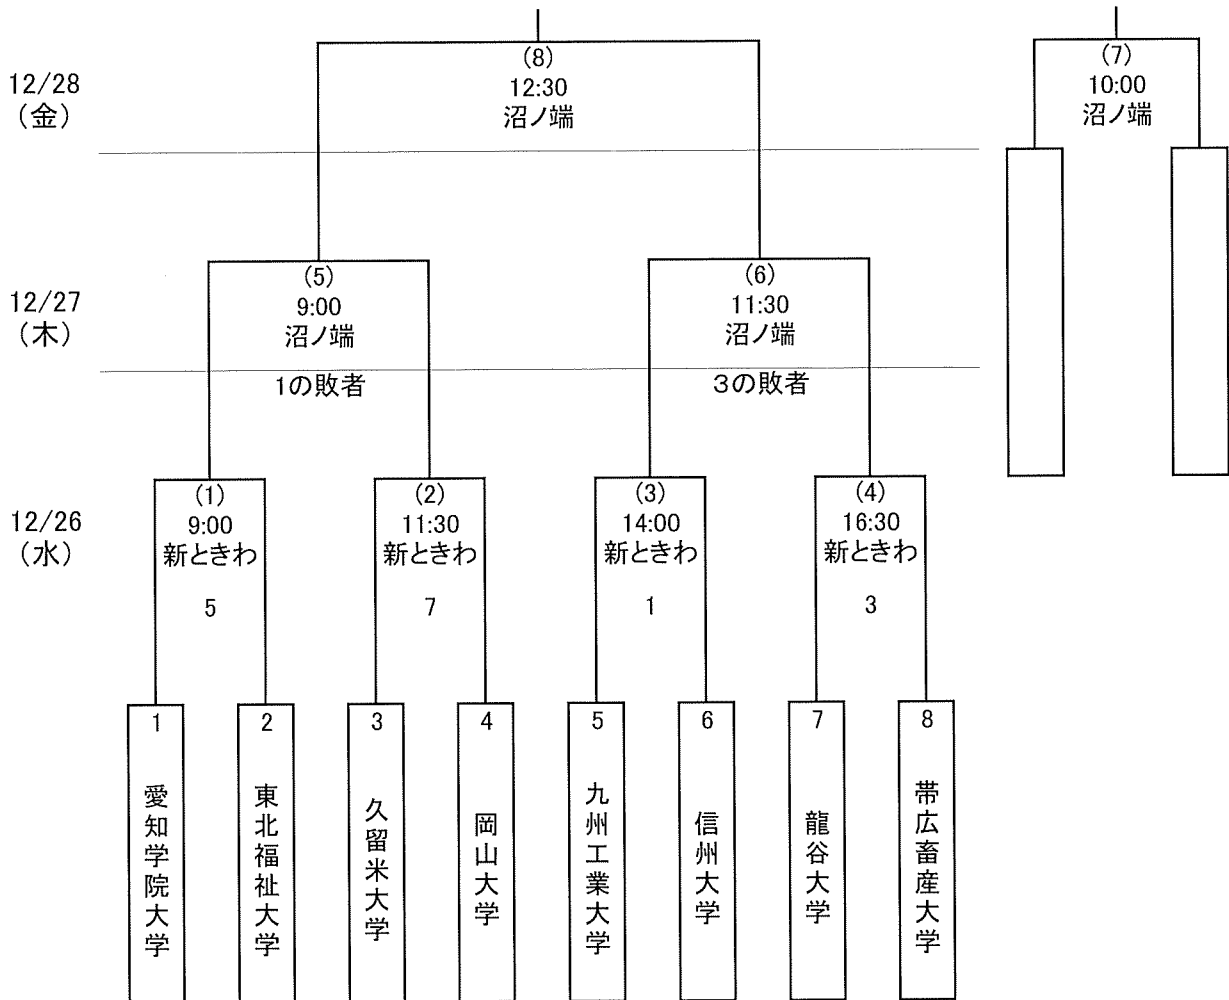 12/28
(金)
(8)
12:30
沼ノ端
(7)
10:00
沼ノ端
12/27
(木)
(5)
9:00
沼ノ端
1の敗者
(6)
11:30
沼ノ端
3の敗者
12/26
(水)
(1)
9:00
新ときわ
5
(2)
11:30
新ときわ
7
(3)
14:00
新ときわ
1
(4)
16:30
新ときわ
3
1
愛知学院大学
2
東北福祉大学
3
久留米大学
4
岡山大学
5
九州工業大学
6
信州大学
7
龍谷大学
8
帯広畜産大学